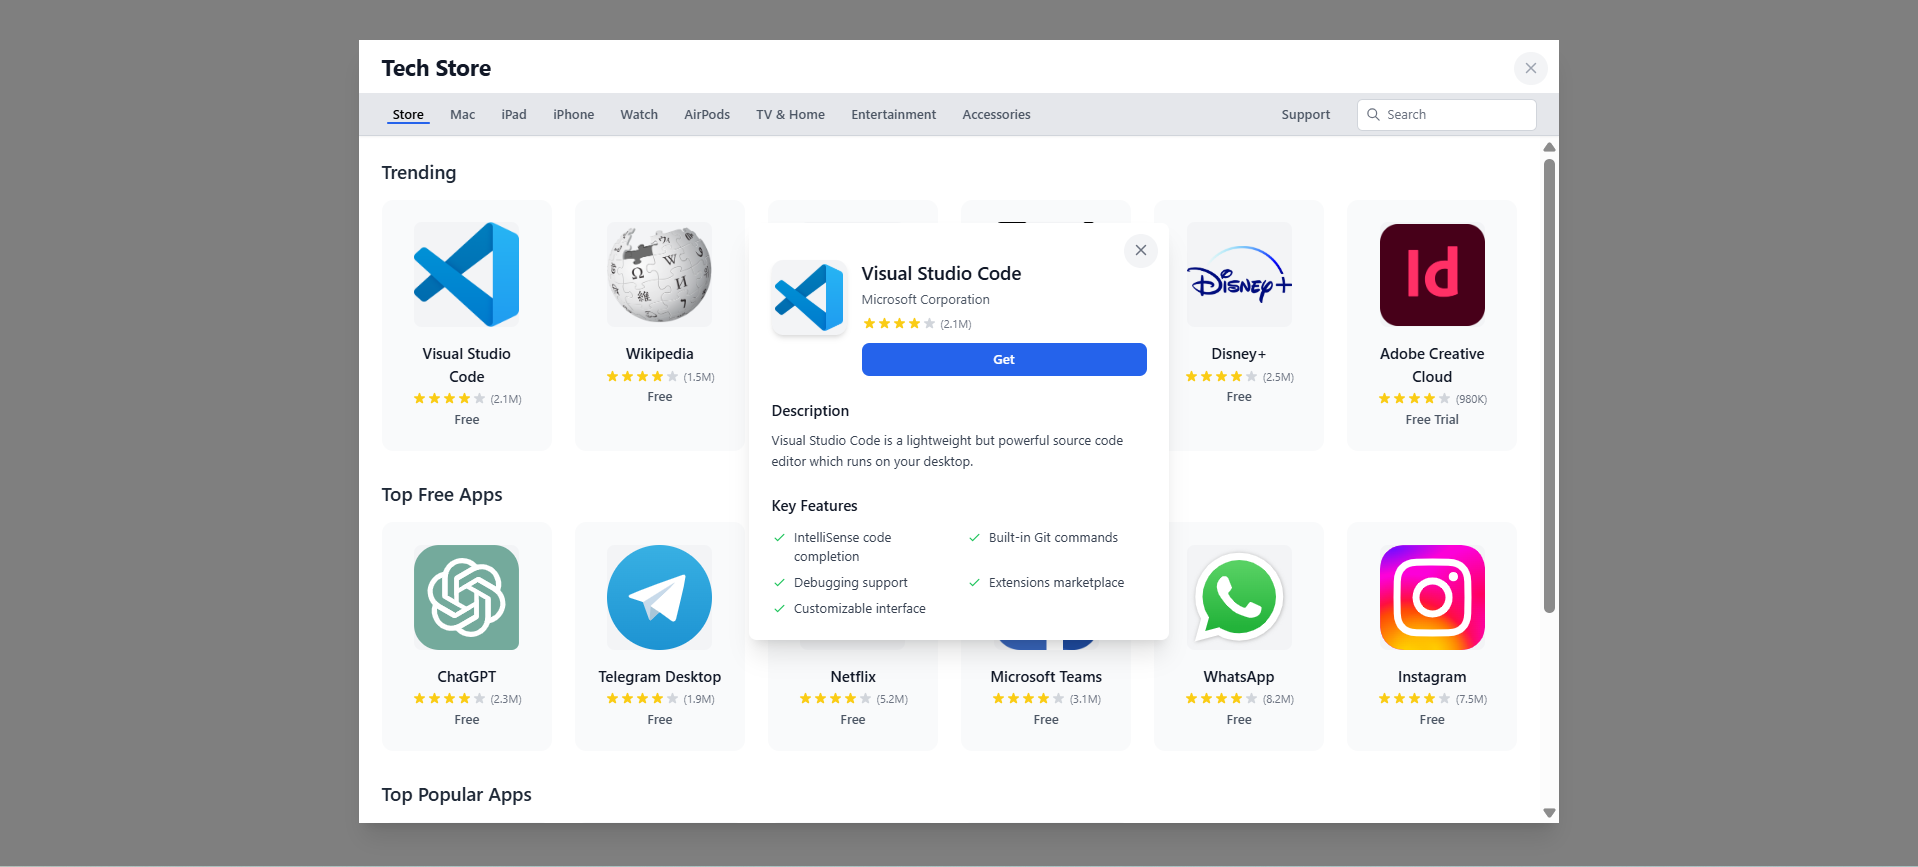 Tech Store
Store Mac iPad iPhone Watch AirPods TV & Home Entertainment Accessories Support Search
Trending
Visual Studio
Code
(2.1M)
Free
Wikipedia
(1.5M)
Free
Visual Studio Code
Microsoft Corporation
(2.1M)
Get
Description
Visual Studio Code is a lightweight but powerful source code
editor which runs on your desktop.
Key Features
IntelliSense code
completion
Built-in Git commands
Debugging support
Extensions marketplace
Customizable interface
Disney+
Disney+
(2.5M)
Free
Id
Adobe Creative
Cloud
(980K)
Free Trial
Top Free Apps
ChatGPT
(2.3M)
Free
Telegram Desktop
(1.9M)
Free
Netflix
(5.2M)
Free
Microsoft Teams
(3.1M)
Free
WhatsApp
(8.2M)
Free
Instagram
(7.5M)
Free
Top Popular Apps